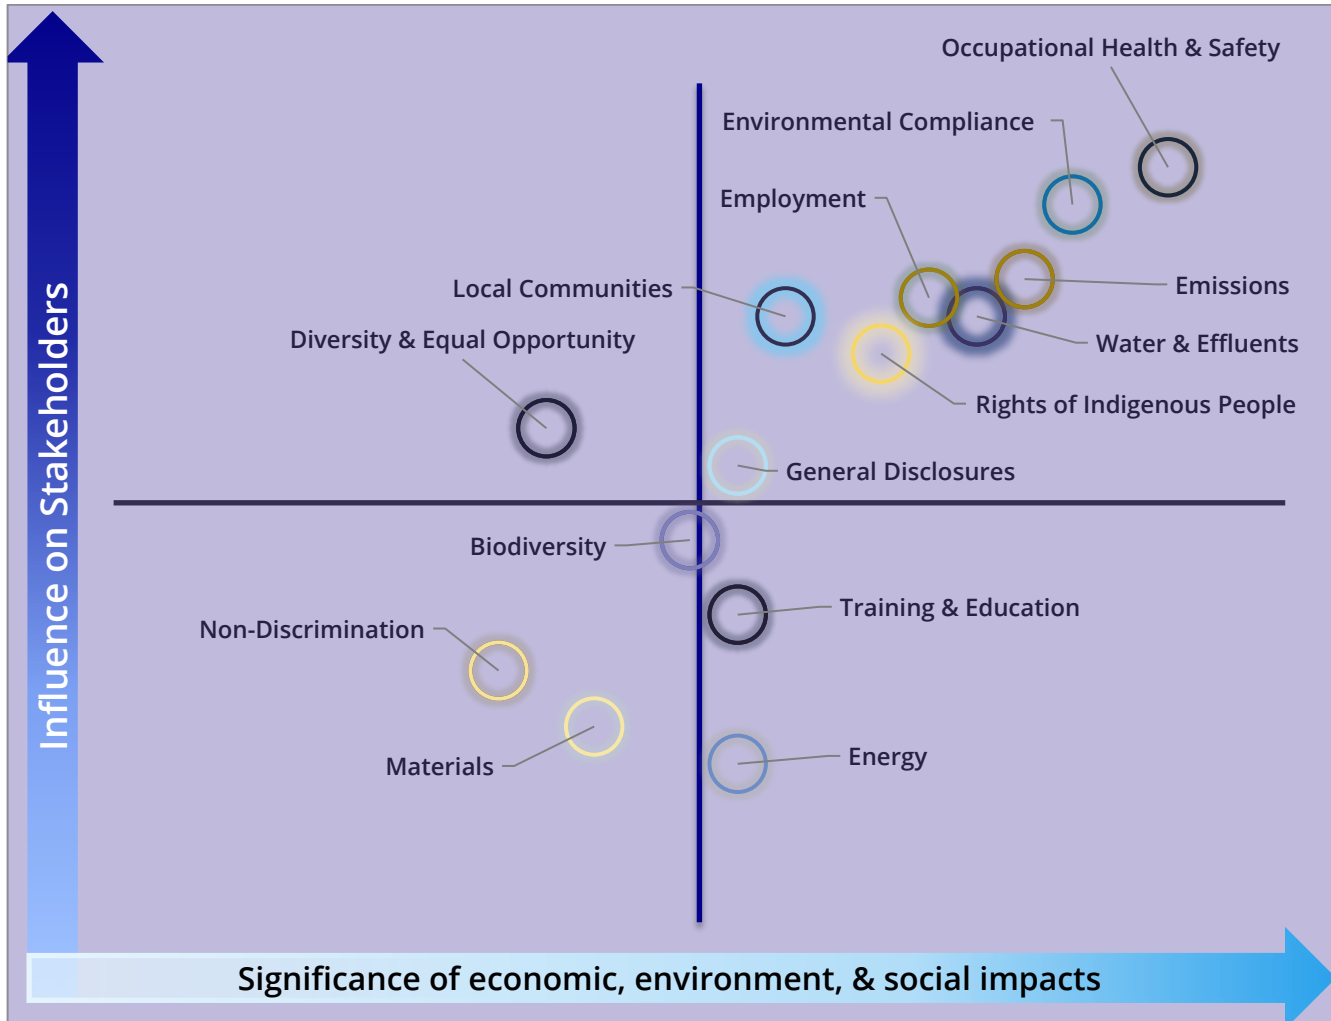 Occupational Health & Safety
Environmental Compliance
Employment
Local Communities
Emissions
Diversity & Equal Opportunity
Water & Effluents
Rights of Indigenous People
General Disclosures
Biodiversity
Training & Education
Non-Discrimination
Energy
Materials
Influence on Stakeholders
Significance of economic, environment, & social impacts